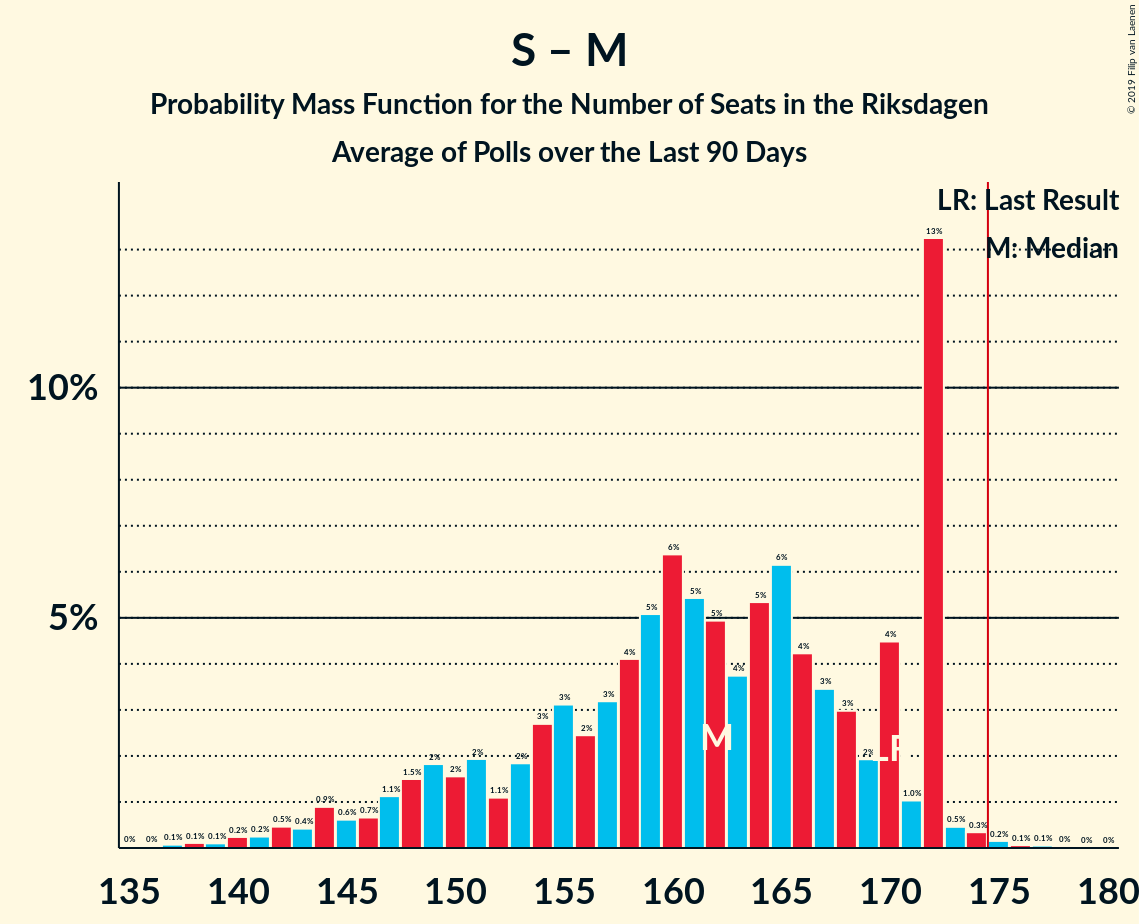 © 2019 Filip van Laenen
S – M
Probability Mass Function for the Number of Seats in the Riksdagen
Average of Polls over the Last 90 Days
LR: Last Result
M: Median
10%
5%
0% 0% 0.1% 0.1% 0.1% 0.2% 0.2% 0.5% 0.4% 0.9% 0.6% 0.7% 1.1% 1.5% 2% 2% 2% 1.1% 2% 3% 3% 2% 3% 4% 5% 6% 5% 5% 4% 5% 6% 4% 3% 3% 2% 4% 1.0% 13% 0.5% 0.3% 0.2% 0.1% 0.1% 0% 0% 0%
M
LR
135 140 145 150 155 160 165 170 175 180